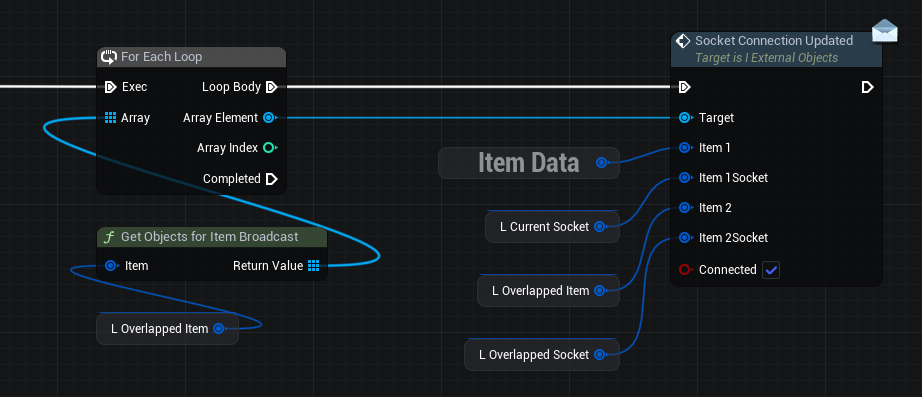 For Each Loop
Exec Loop Body
Array Array Element
Array Index
Completed
Get Objects for Item Broadcast
Item Return Value
L Overlapped Item
Item Data
L Current Socket
L Overlapped Item
L Overlapped Socket
Socket Connection Updated
Target is I External Objects
Target
Item 1
Item 1Socket
Item 2
Item 2Socket
Connected